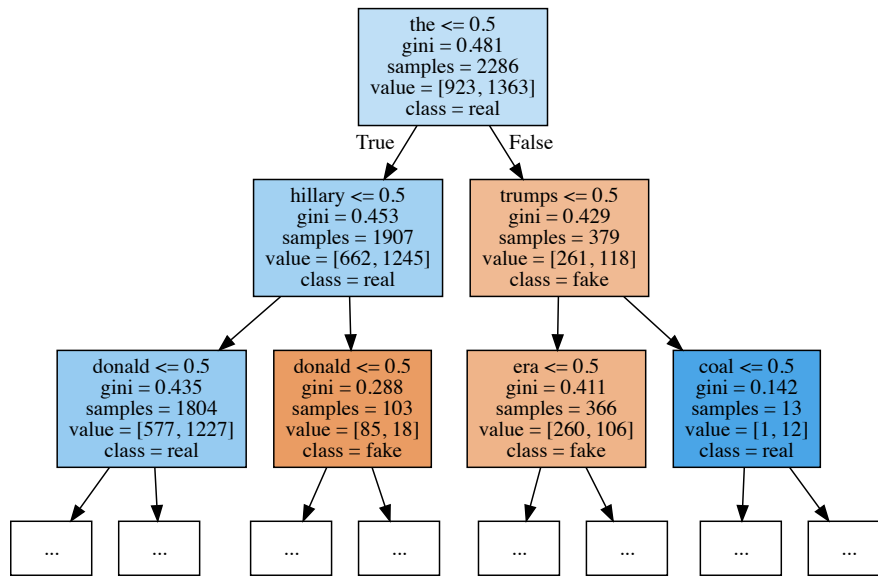 the <= 0.5
gini = 0.481
samples = 2286
value = [923, 1363]
class = real
True
False
hillary <= 0.5
gini = 0.453
samples = 1907
value = [662, 1245]
class = real
trumps <= 0.5
gini = 0.429
samples = 379
value = [261, 118]
class = fake
donald <= 0.5
gini = 0.435
samples = 1804
value = [577, 1227]
class = real
donald <= 0.5
gini = 0.288
samples = 103
value = [85, 18]
class = fake
era <= 0.5
gini = 0.411
samples = 366
value = [260, 106]
class = fake
coal <= 0.5
gini = 0.142
samples = 13
value = [1, 12]
class = real
...
...
...
...
...
...
...
...